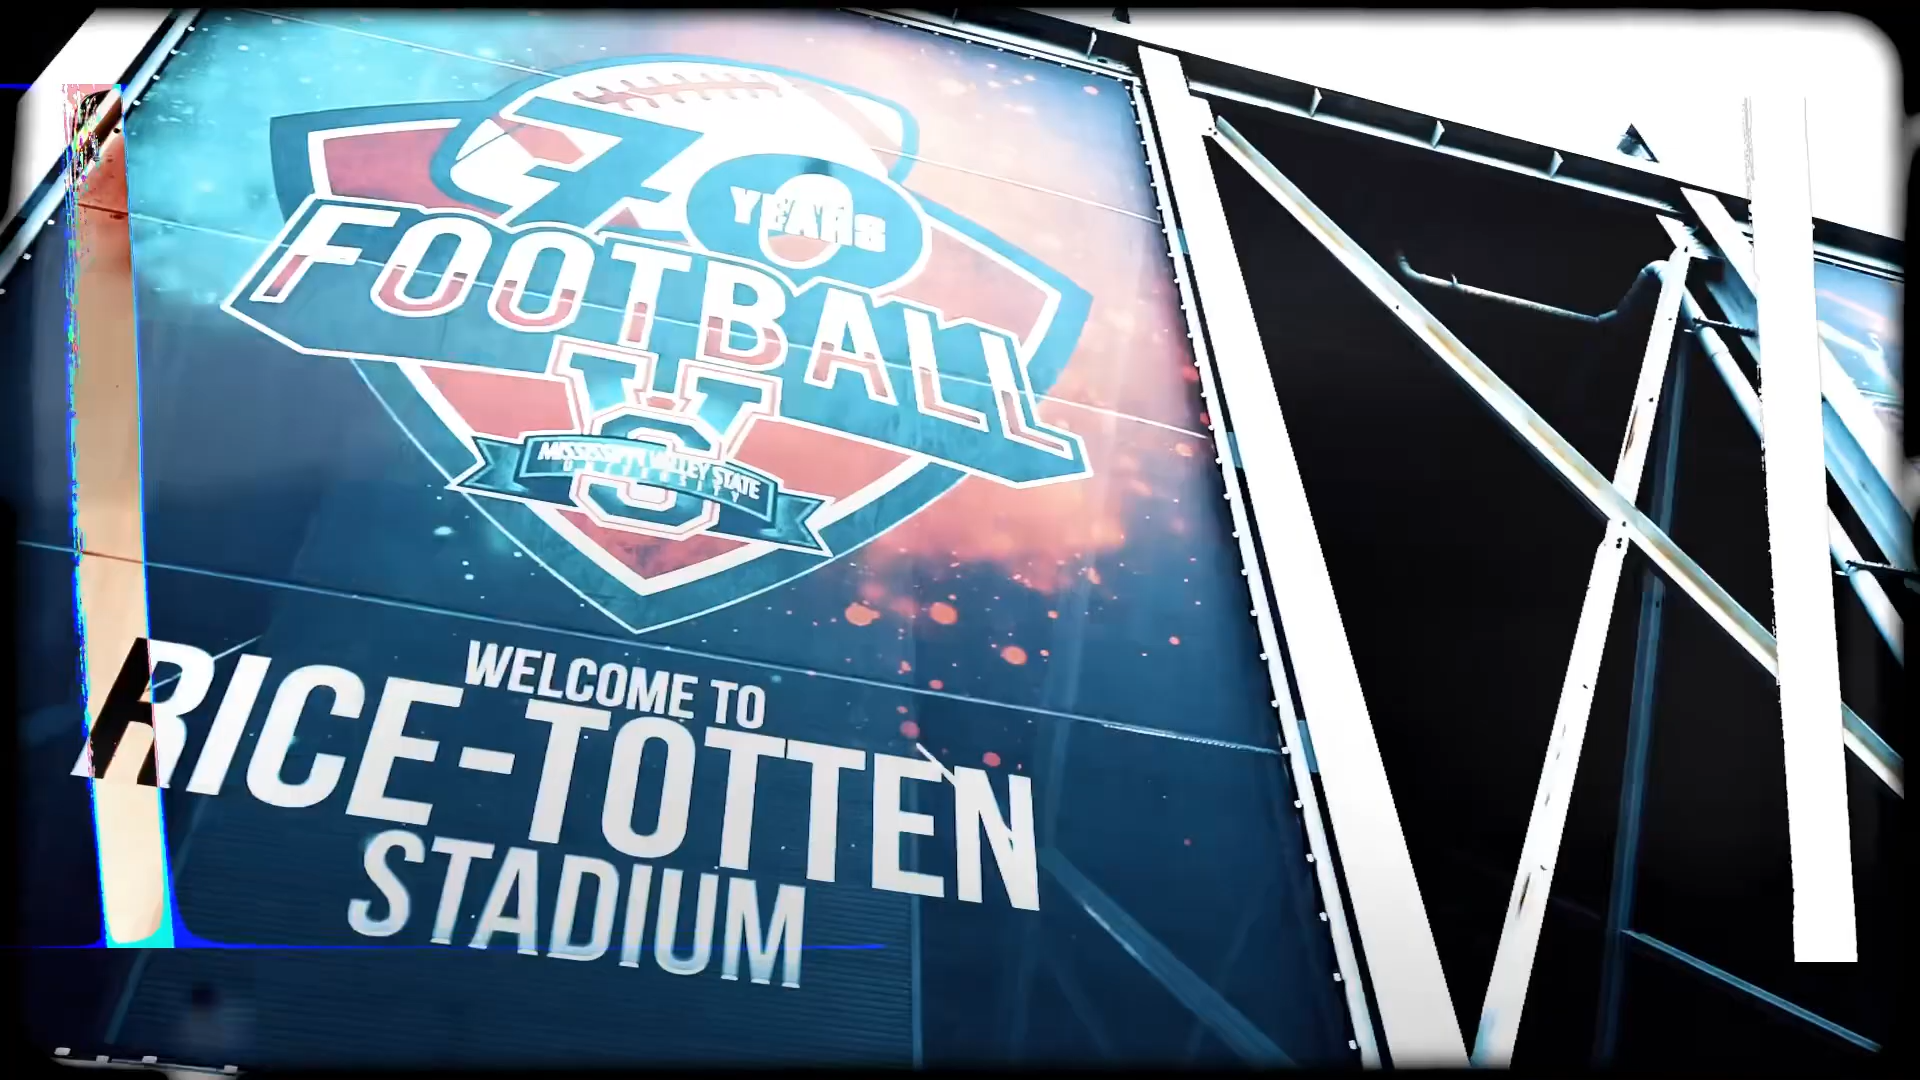 70
YEARS
FOOTBALL
V
S
MISSISSIPPI VALLEY STATE
UNIVERSITY
WELCOME TO
RICE-TOTTEN
STADIUM